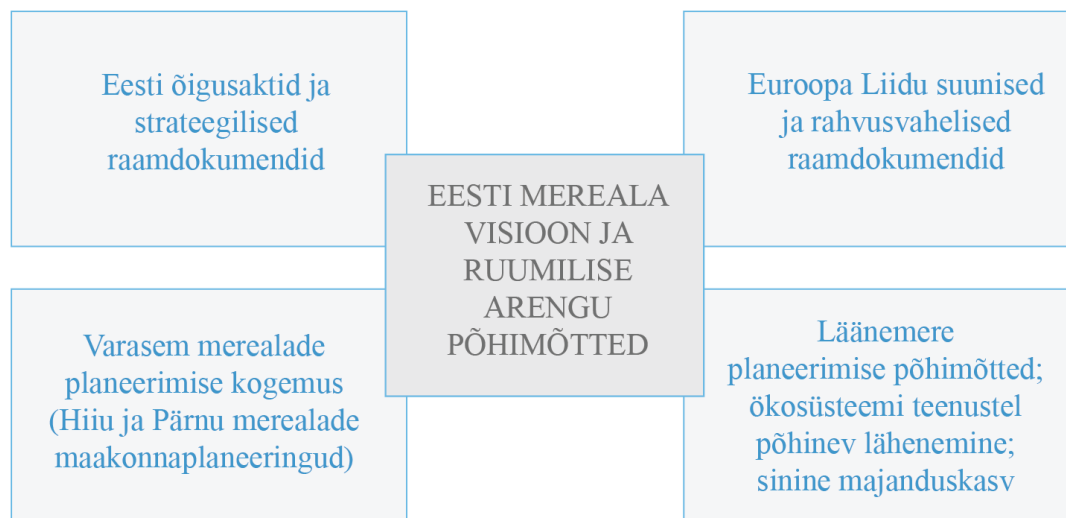 Eesti õigusaktid ja
strateegilised
raamdokumendid
Euroopa Liidu suunised
ja rahvusvahelised
raamdokumendid
EESTI MEREALA
VISIOON JA
RUUMILISE
ARENGU
PÕHIMÕTTED
Varasem merealade
planeerimise kogemus
(Hiiu ja Pärnu merealade
maakonnaplaneeringud)
Läänemere
planeerimise põhimõtted;
ökosüsteemi teenustel
põhinev lähenemine;
sinine majanduskasv